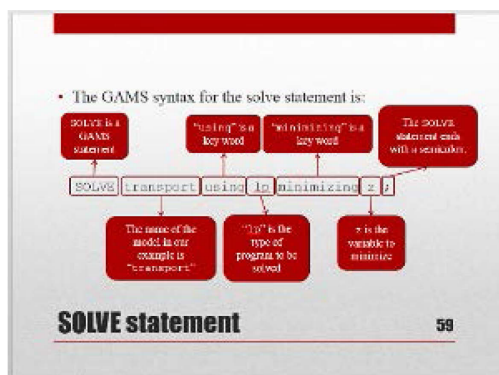 • The GAMS syntax for the solve statement is:
SOLVE is a
GAMS
statement
"using" is a
key word
"minimizing" is a
key word
The SOLVE
statement ends
with a semicolon.
SOLVE transport using lp minimizing z ;
The name of the
model in our
example is
"transport"
"lp" is the
type of
program to be
solved
z is the
variable to
minimize
SOLVE statement
59